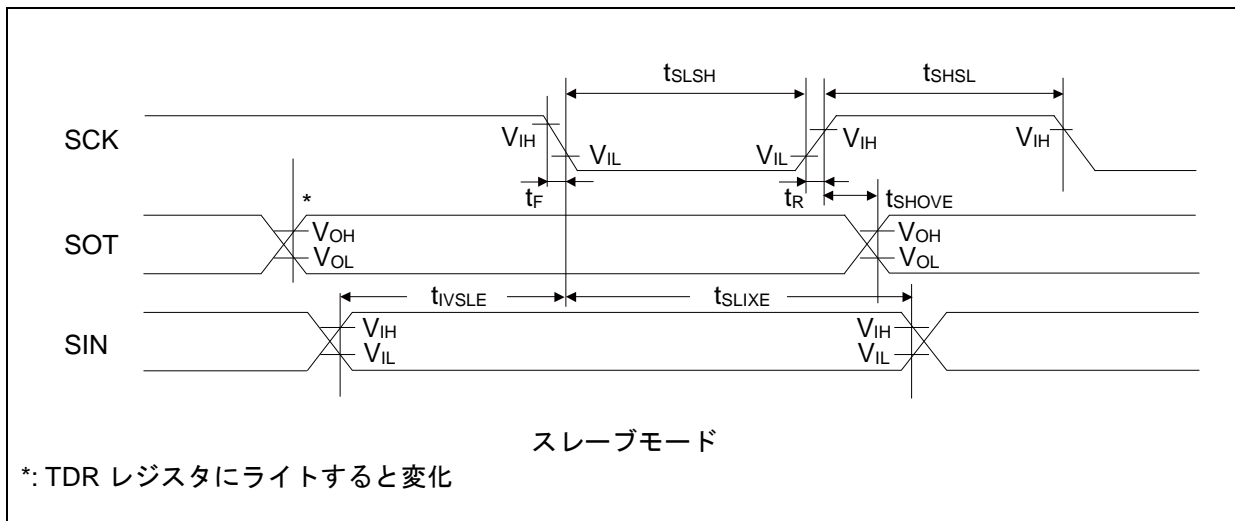 tSLSH tSHSL
SCK VIH VIL VIL VIH VIH
tF tR tSHOVE
*
SOT VOH VOH
VOL VOL
tIVSLE tSLIXE
SIN VIH VIH
VIL VIL
スレーブモード
*: TDR レジスタにライトすると変化